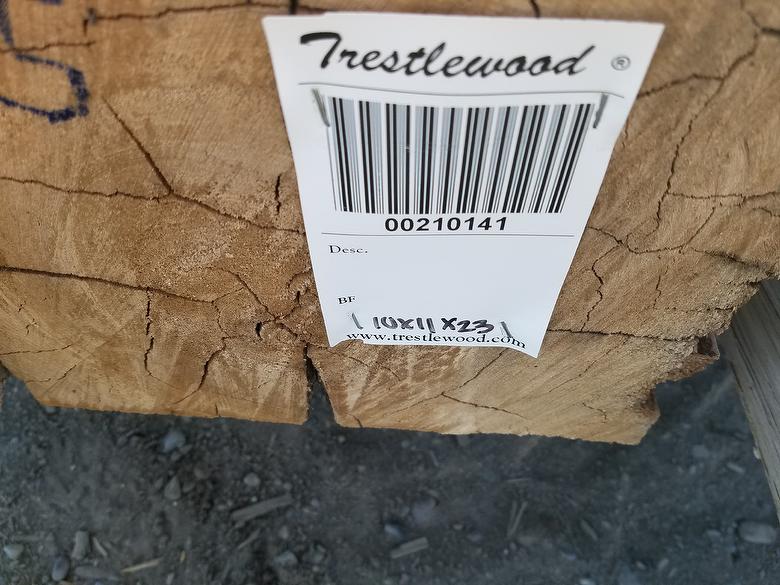 Trestlewood ®
00210141
Desc.
BF
10x11x23
www.trestlewood.com